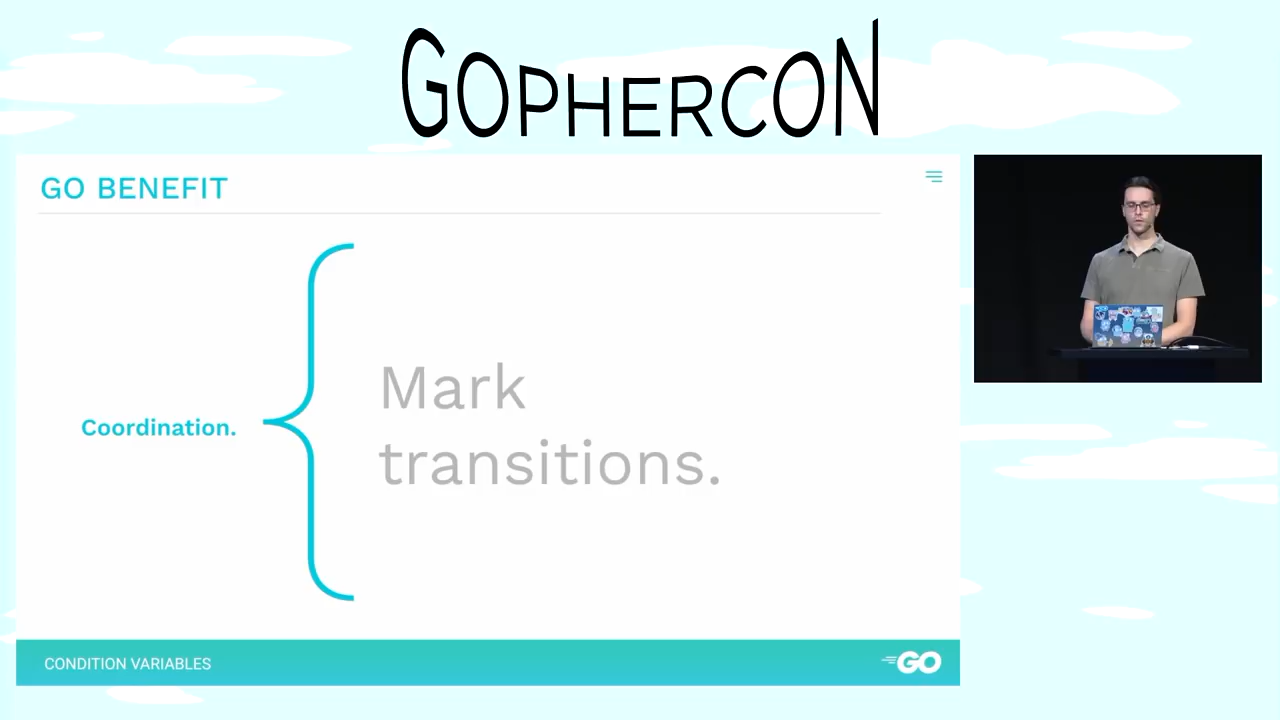 GOPHERCON
GO BENEFIT
Coordination.
Mark
transitions.
CONDITION VARIABLES
GO